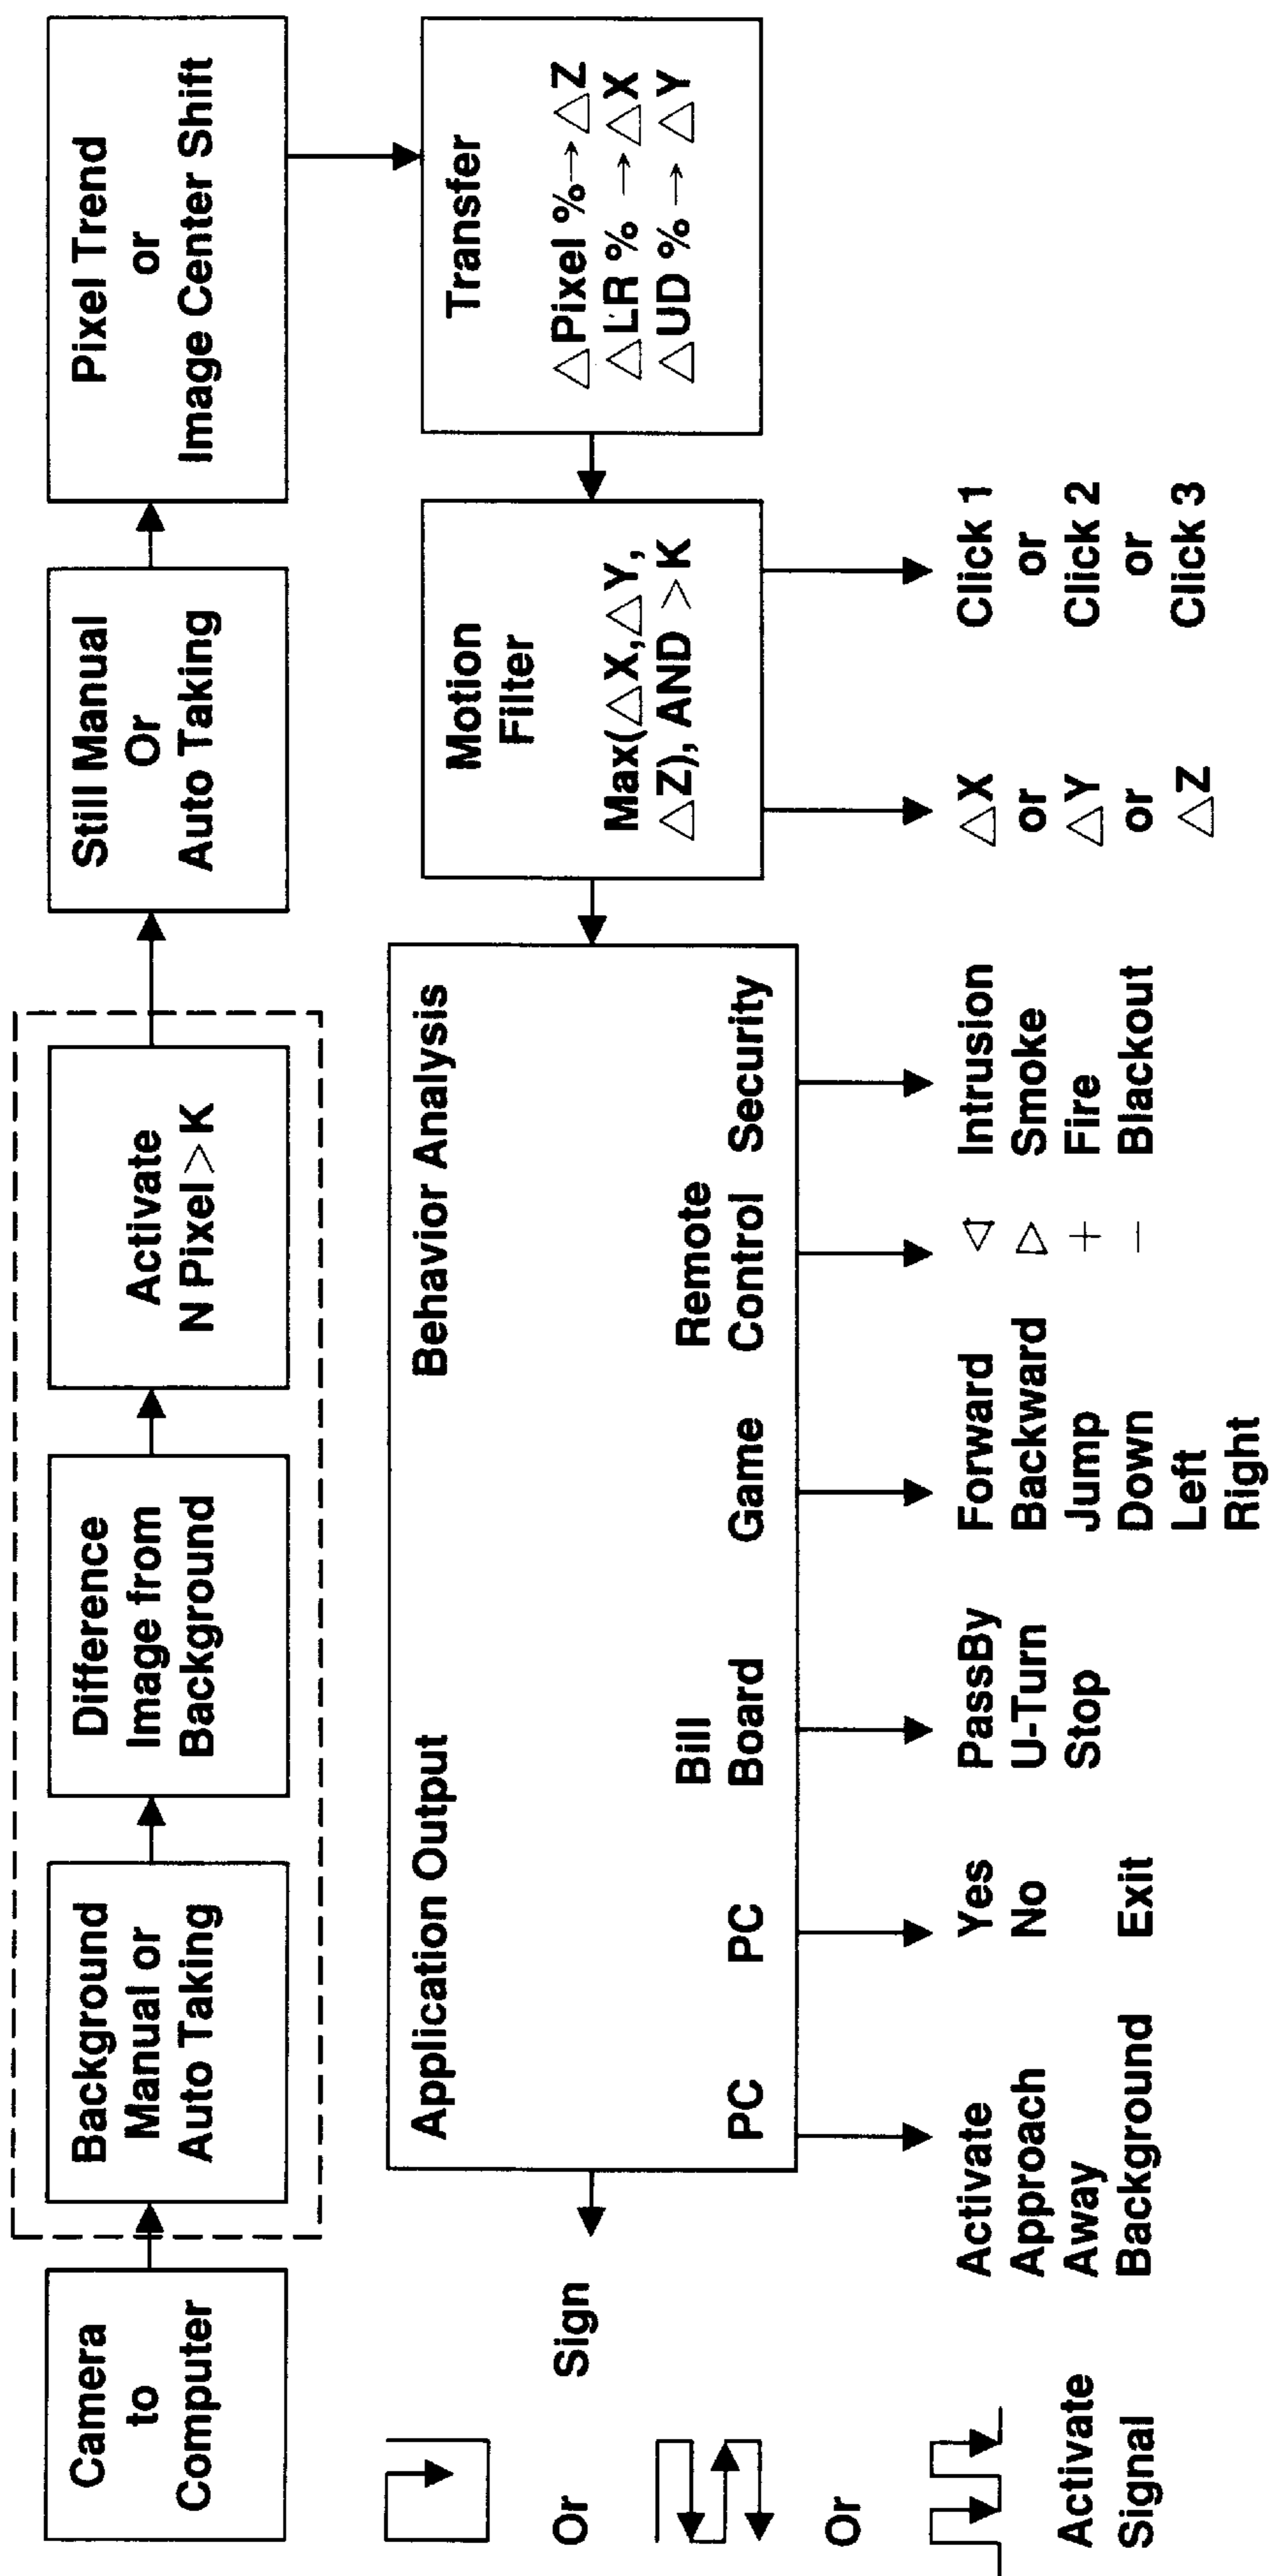 Camera
to
Computer
Background
Manual or
Auto Taking
Difference
Image from
Background
Activate
N Pixel >K
Still Manual
Or
Auto Taking
Pixel Trend
or
Image Center Shift
Transfer
△Pixel %→△Z
△LR % →△X
△UD % →△Y
Motion
Filter
Max(△X,△Y,
△Z), AND >K
Click 1
or
Click 2
or
Click 3
△X
or
△Y
or
△Z
Application Output
Behavior Analysis
PC
PC
Bill
Board
Game
Remote
Control
Security
Sign
Activate
Approach
Away
Background
Yes
No
Exit
PassBy
U-Turn
Stop
Forward
Backward
Jump
Down
Left
Right
◁
▷
+
−
Intrusion
Smoke
Fire
Blackout
Or
Or
Activate
Signal